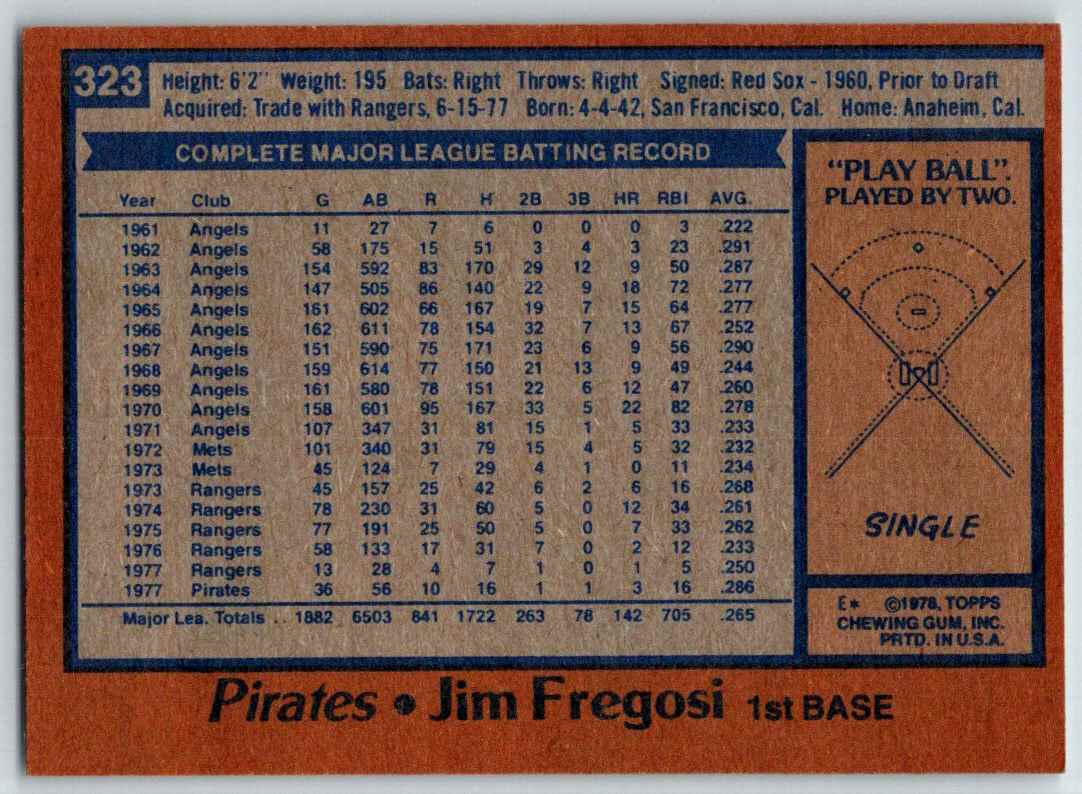 323
Height: 6'2" Weight: 195 Bats: Right Throws: Right Signed: Red Sox - 1960, Prior to Draft
Acquired: Trade with Rangers, 6-15-77 Born: 4-4-42, San Francisco, Cal. Home: Anaheim, Cal.
COMPLETE MAJOR LEAGUE BATTING RECORD
Year Club G AB R H 2B 3B HR RBI AVG.
1961 Angels 11 27 7 6 0 0 0 3 .222
1962 Angels 58 175 15 51 3 4 3 23 .291
1963 Angels 154 592 83 170 29 12 9 50 .287
1964 Angels 147 505 86 140 22 9 18 72 .277
1965 Angels 161 602 66 167 19 7 15 64 .277
1966 Angels 162 611 78 154 32 7 13 67 .252
1967 Angels 151 590 75 171 23 6 9 56 .290
1968 Angels 159 614 77 150 21 13 9 49 .244
1969 Angels 161 580 78 151 22 6 12 47 .260
1970 Angels 158 601 95 167 33 5 22 82 .278
1971 Angels 107 347 31 81 15 1 5 33 .233
1972 Mets 101 340 31 79 15 4 5 32 .232
1973 Mets 45 124 7 29 4 1 0 11 .234
1973 Rangers 45 157 25 42 6 2 6 16 .268
1974 Rangers 78 230 31 60 5 0 12 34 .261
1975 Rangers 77 191 25 50 5 0 7 33 .262
1976 Rangers 58 133 17 31 7 0 2 12 .233
1977 Rangers 13 28 4 7 1 0 1 5 .250
1977 Pirates 36 56 10 16 1 1 3 16 .286
Major Lea. Totals .. 1882 6503 841 1722 263 78 142 705 .265
"PLAY BALL".
PLAYED BY TWO.
SINGLE
E* ©1978, TOPPS
CHEWING GUM, INC.
PRTD. IN U.S.A.
Pirates • Jim Fregosi 1st BASE